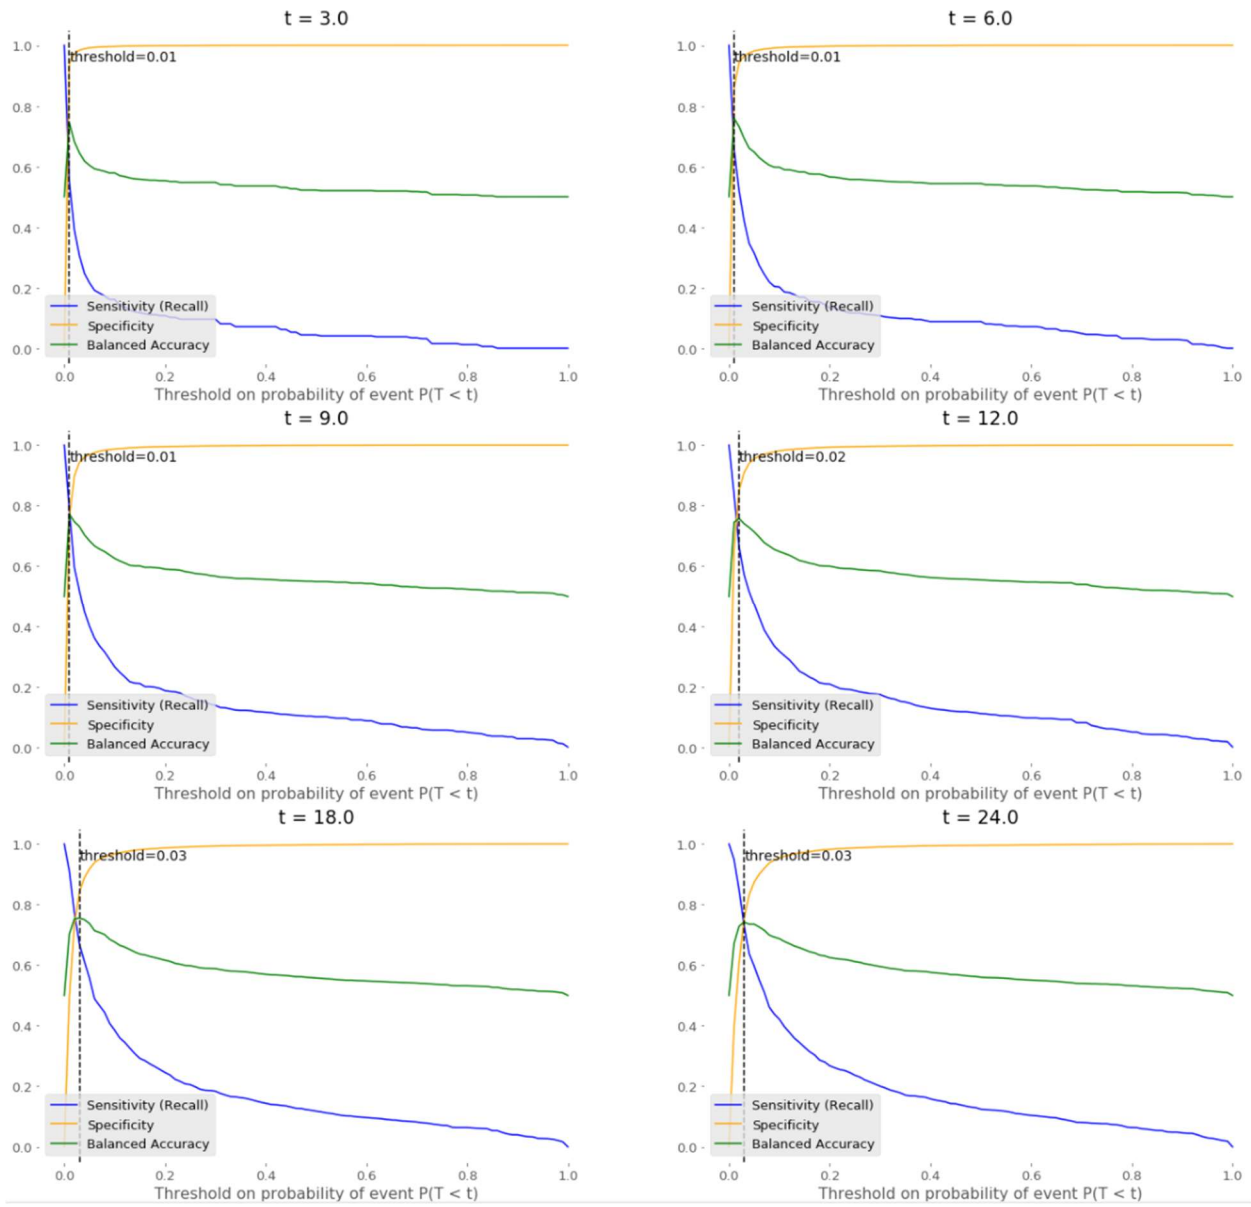 t = 3.0
1.0
0.8
0.6
0.4
0.2
0.0
threshold=0.01
Sensitivity (Recall)
Specificity
Balanced Accuracy
0.0 0.2 0.4 0.6 0.8 1.0
Threshold on probability of event P(T < t)
t = 6.0
1.0
0.8
0.6
0.4
0.2
0.0
threshold=0.01
Sensitivity (Recall)
Specificity
Balanced Accuracy
0.0 0.2 0.4 0.6 0.8 1.0
Threshold on probability of event P(T < t)
t = 9.0
1.0
0.8
0.6
0.4
0.2
0.0
threshold=0.01
Sensitivity (Recall)
Specificity
Balanced Accuracy
0.0 0.2 0.4 0.6 0.8 1.0
Threshold on probability of event P(T < t)
t = 12.0
1.0
0.8
0.6
0.4
0.2
0.0
threshold=0.02
Sensitivity (Recall)
Specificity
Balanced Accuracy
0.0 0.2 0.4 0.6 0.8 1.0
Threshold on probability of event P(T < t)
t = 18.0
1.0
0.8
0.6
0.4
0.2
0.0
threshold=0.03
Sensitivity (Recall)
Specificity
Balanced Accuracy
0.0 0.2 0.4 0.6 0.8 1.0
Threshold on probability of event P(T < t)
t = 24.0
1.0
0.8
0.6
0.4
0.2
0.0
threshold=0.03
Sensitivity (Recall)
Specificity
Balanced Accuracy
0.0 0.2 0.4 0.6 0.8 1.0
Threshold on probability of event P(T < t)